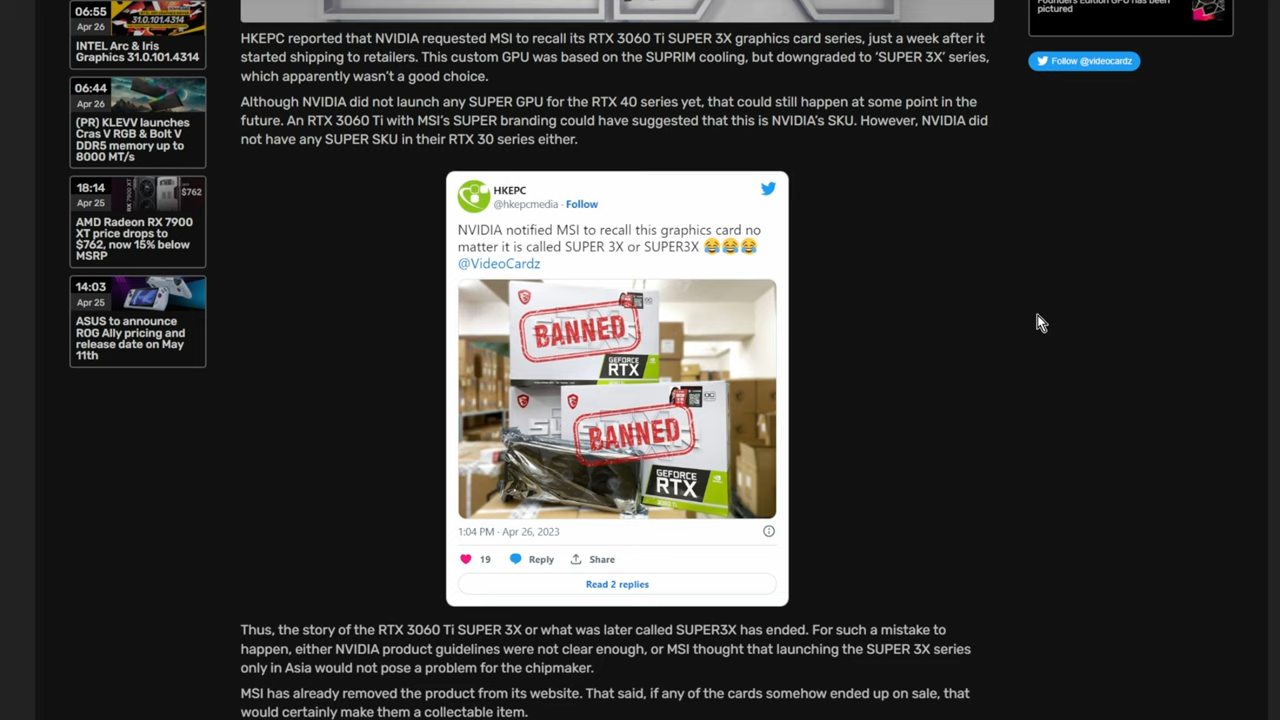 06:55
Apr 26
31.0.101.4314
INTEL Arc & Iris
Graphics 31.0.101.4314
06:44
Apr 26
(PR) KLEVV launches
Cras V RGB & Bolt V
DDR5 memory up to
8000 MT/s
18:14
Apr 25
RX 7900 XT
$762
AMD Radeon RX 7900
XT price drops to
$762, now 15% below
MSRP
14:03
Apr 25
ASUS to announce
ROG Ally pricing and
release date on May
11th
HKEPC reported that NVIDIA requested MSI to recall its RTX 3060 Ti SUPER 3X graphics card series, just a week after it
started shipping to retailers. This custom GPU was based on the SUPRIM cooling, but downgraded to ‘SUPER 3X’ series,
which apparently wasn’t a good choice.
Although NVIDIA did not launch any SUPER GPU for the RTX 40 series yet, that could still happen at some point in the
future. An RTX 3060 Ti with MSI’s SUPER branding could have suggested that this is NVIDIA’s SKU. However, NVIDIA did
not have any SUPER SKU in their RTX 30 series either.
HKEPC
@hkepcmedia · Follow
NVIDIA notified MSI to recall this graphics card no
matter it is called SUPER 3X or SUPER3X 😂😂😂
@VideoCardz
BANNED
GEFORCE
RTX
BANNED
GEFORCE
RTX
1:04 PM · Apr 26, 2023
19
Reply
Share
Read 2 replies
Thus, the story of the RTX 3060 Ti SUPER 3X or what was later called SUPER3X has ended. For such a mistake to
happen, either NVIDIA product guidelines were not clear enough, or MSI thought that launching the SUPER 3X series
only in Asia would not pose a problem for the chipmaker.
MSI has already removed the product from its website. That said, if any of the cards somehow ended up on sale, that
would certainly make them a collectable item.
Founders Edition GPU has been
pictured
Follow @videocardz